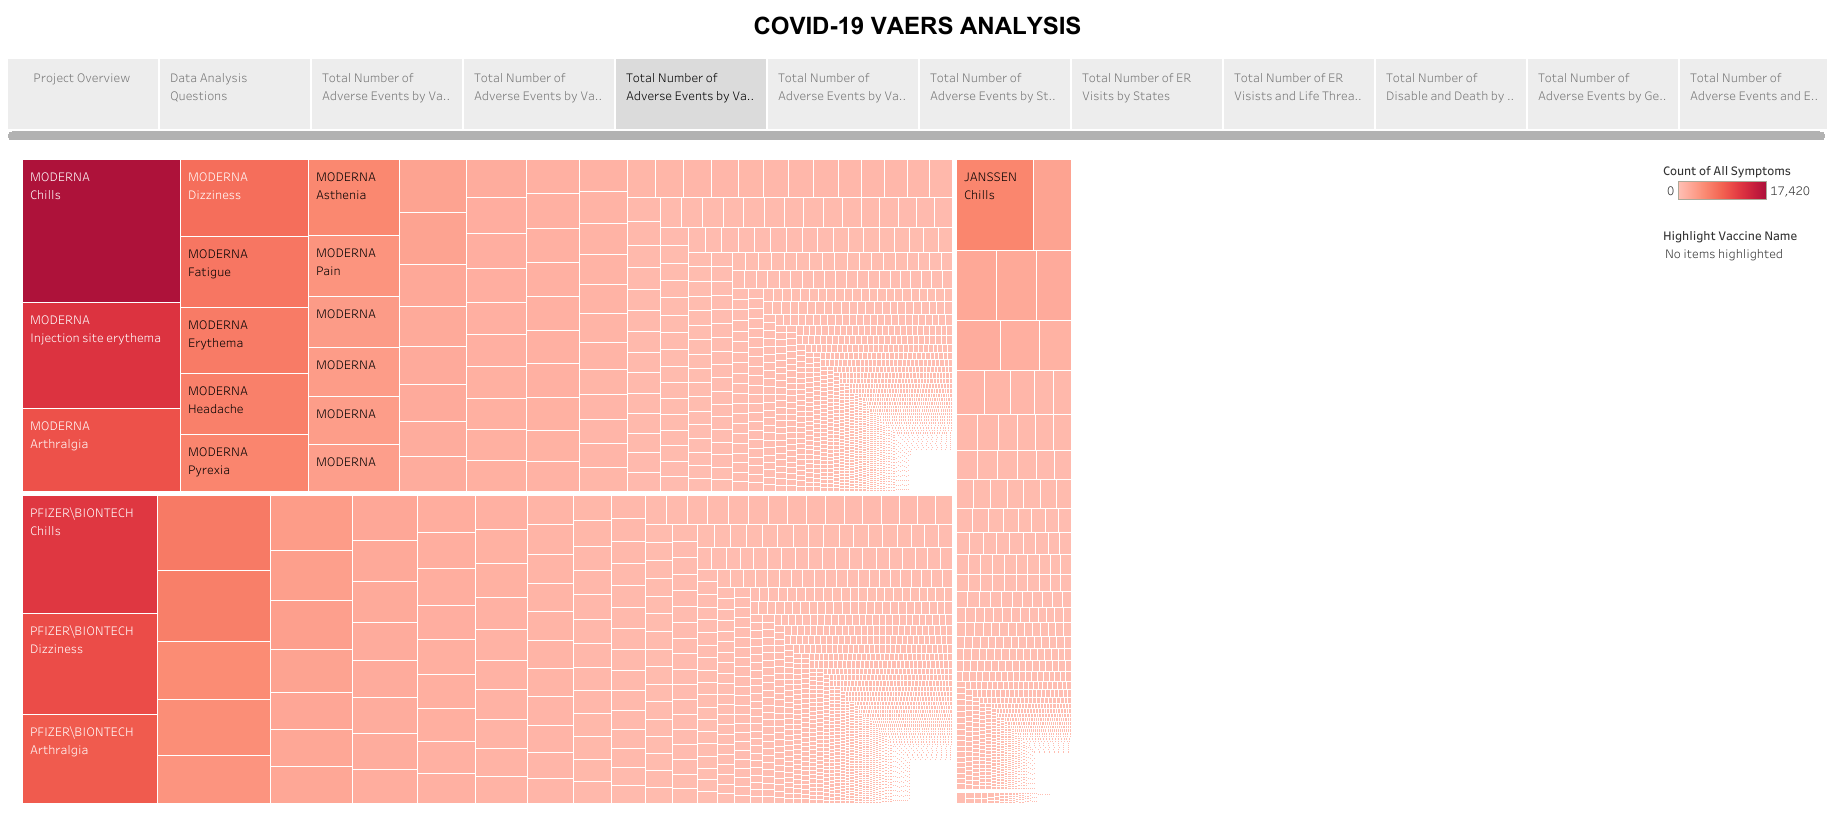 COVID-19 VAERS ANALYSIS
Project Overview
Data Analysis
Questions
Total Number of
Adverse Events by Va..
Total Number of
Adverse Events by Va..
Total Number of
Adverse Events by Va..
Total Number of
Adverse Events by Va..
Total Number of
Adverse Events by St..
Total Number of ER
Visits by States
Total Number of ER
Visists and Life Threa..
Total Number of
Disable and Death by ..
Total Number of
Adverse Events by Ge..
Total Number of
Adverse Events and E..
MODERNA
Chills
MODERNA
Injection site erythema
MODERNA
Arthralgia
MODERNA
Dizziness
MODERNA
Fatigue
MODERNA
Erythema
MODERNA
Headache
MODERNA
Pyrexia
MODERNA
Asthenia
MODERNA
Pain
MODERNA
MODERNA
MODERNA
MODERNA
PFIZER\BIONTECH
Chills
PFIZER\BIONTECH
Dizziness
PFIZER\BIONTECH
Arthralgia
JANSSEN
Chills
Count of All Symptoms
0 17,420
Highlight Vaccine Name
No items highlighted